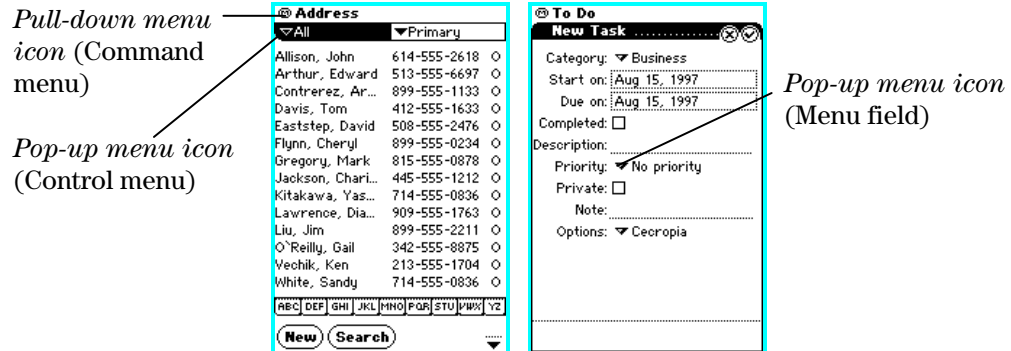 Pull-down menu
icon (Command
menu)
Pop-up menu icon
(Control menu)
Address
All Primary
Allison, John 614-555-2618 O
Arthur, Edward 513-555-6697 O
Contrerez, Ar... 899-555-1133 O
Davis, Tom 412-555-1633 O
Eaststep, David 508-555-2476 O
Flynn, Cheryl 899-555-0234 O
Gregory, Mark 815-555-0878 O
Jackson, Chari... 445-555-1212 O
Kitakawa, Yas... 714-555-0836 O
Lawrence, Dia... 909-555-1763 O
Liu, Jim 899-555-2211 O
O`Reilly, Gail 342-555-8875 O
Vechik, Ken 213-555-1704 O
White, Sandy 714-555-0836 O
ABC DEF GHI JKL MNO PQR STU VWX YZ
New Search
To Do
New Task
Category: Business
Start on: Aug 15, 1997
Due on: Aug 15, 1997
Completed:
Description:
Priority: No priority
Private:
Note:
Options: Cecropia
Pop-up menu icon
(Menu field)